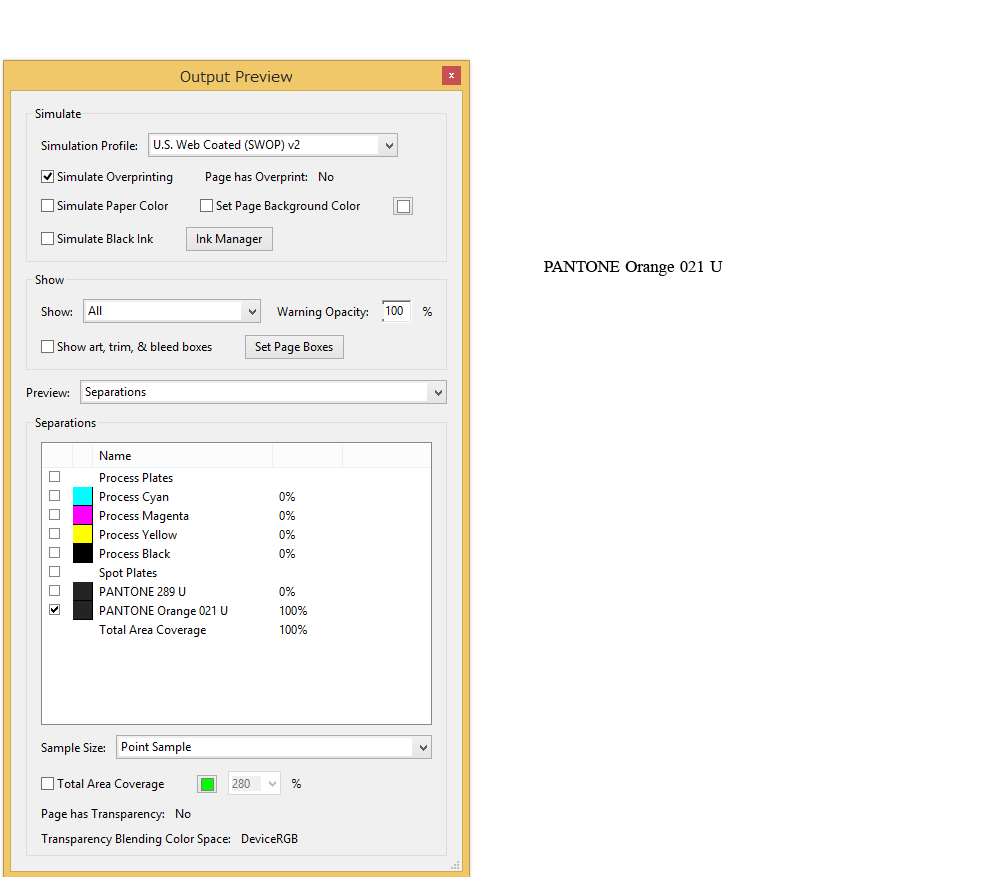 Output Preview
x
Simulate
Simulation Profile: U.S. Web Coated (SWOP) v2
Simulate Overprinting Page has Overprint: No
Simulate Paper Color Set Page Background Color
Simulate Black Ink Ink Manager
PANTONE Orange 021 U
Show
Show: All Warning Opacity: 100 %
Show art, trim, & bleed boxes Set Page Boxes
Preview: Separations
Separations
Name
Process Plates
Process Cyan 0%
Process Magenta 0%
Process Yellow 0%
Process Black 0%
Spot Plates
PANTONE 289 U 0%
PANTONE Orange 021 U 100%
Total Area Coverage 100%
Sample Size: Point Sample
Total Area Coverage 280 %
Page has Transparency: No
Transparency Blending Color Space: DeviceRGB